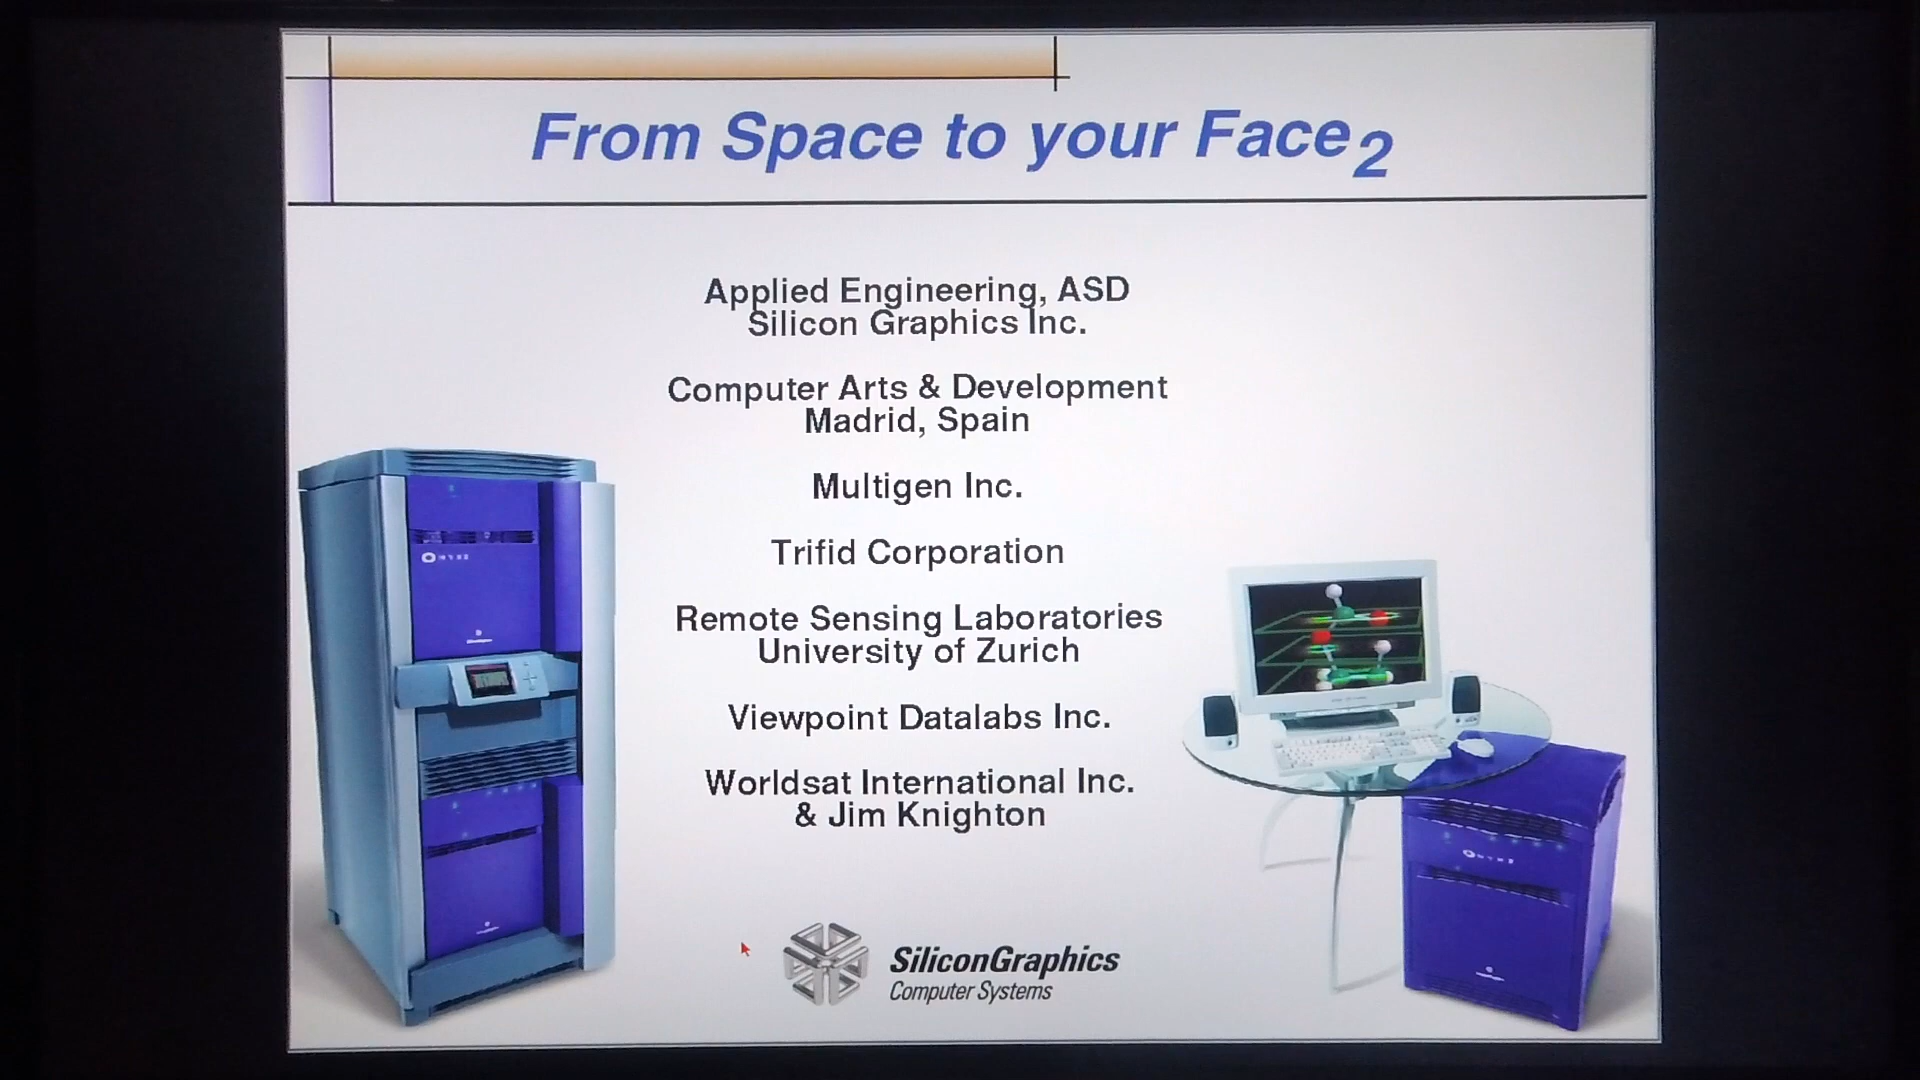 From Space to your Face2
Applied Engineering, ASD
Silicon Graphics Inc.
Computer Arts & Development
Madrid, Spain
Multigen Inc.
Trifid Corporation
Remote Sensing Laboratories
University of Zurich
Viewpoint Datalabs Inc.
Worldsat International Inc.
& Jim Knighton
SiliconGraphics
Computer Systems